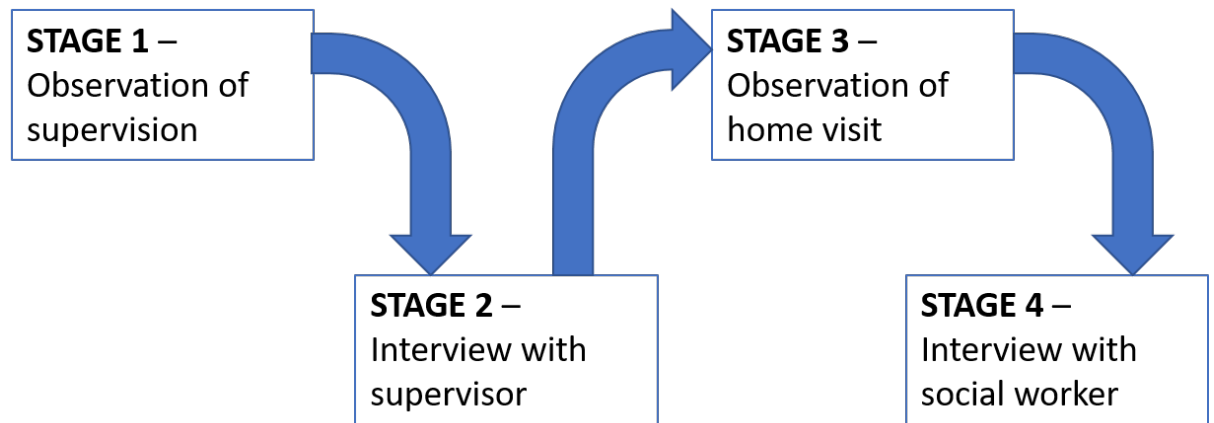 STAGE 1 –
Observation of
supervision
STAGE 2 –
Interview with
supervisor
STAGE 3 –
Observation of
home visit
STAGE 4 –
Interview with
social worker